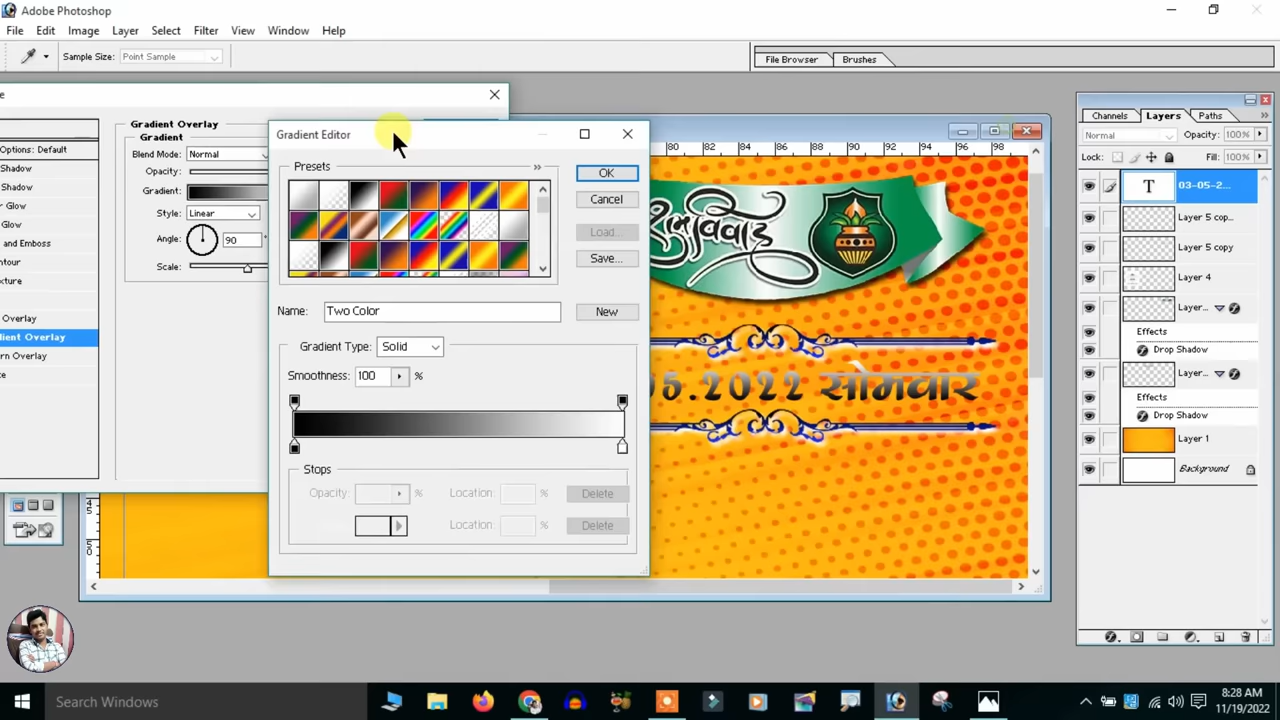 Adobe Photoshop
File Edit Image Layer Select Filter View Window Help
Sample Size: Point Sample
File Browser Brushes
Gradient Overlay
Gradient
Options: Default
Blend Mode: Normal
Shadow
Opacity:
Shadow
Gradient:
er Glow
Style: Linear
Glow
Angle: 90 °
and Emboss
Scale:
ntour
xture
Overlay
dient Overlay
rn Overlay
Gradient Editor
Presets
OK
Cancel
Load...
Save...
Name: Two Color
New
Gradient Type: Solid
Smoothness: 100 %
Stops
Opacity: % Location: % Delete
Location: % Delete
80 82 84 86 88 90 92 94 96 98
शुभविवाह
05.2022 सोमवार
Channels Layers Paths
Normal Opacity: 100%
Lock: Fill: 100%
T 03-05-2...
Layer 5 cop...
Layer 5 copy
Layer 4
Layer...
Effects
Drop Shadow
Layer...
Effects
Drop Shadow
Layer 1
Background
Search Windows
8:28 AM
11/19/2022